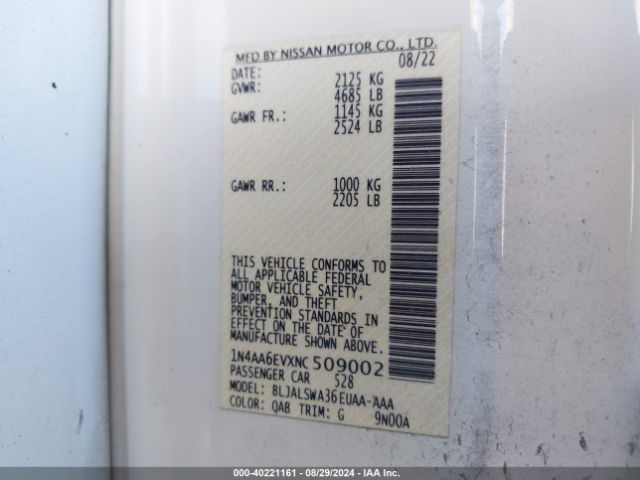 MFD BY NISSAN MOTOR CO., LTD.
DATE: 08/22
GVWR: 2125 KG
4685 LB
GAWR FR.: 1145 KG
2524 LB
GAWR RR.: 1000 KG
2205 LB
THIS VEHICLE CONFORMS TO
ALL APPLICABLE FEDERAL
MOTOR VEHICLE SAFETY,
BUMPER, AND THEFT
PREVENTION STANDARDS IN
EFFECT ON THE DATE OF
MANUFACTURE SHOWN ABOVE.
1N4AA6EVXNC509002
PASSENGER CAR 528
MODEL: BLJALSWA36EUAA-AAA
COLOR: QAB TRIM: G 9N00A
000-40221161 - 08/29/2024 - IAA Inc.